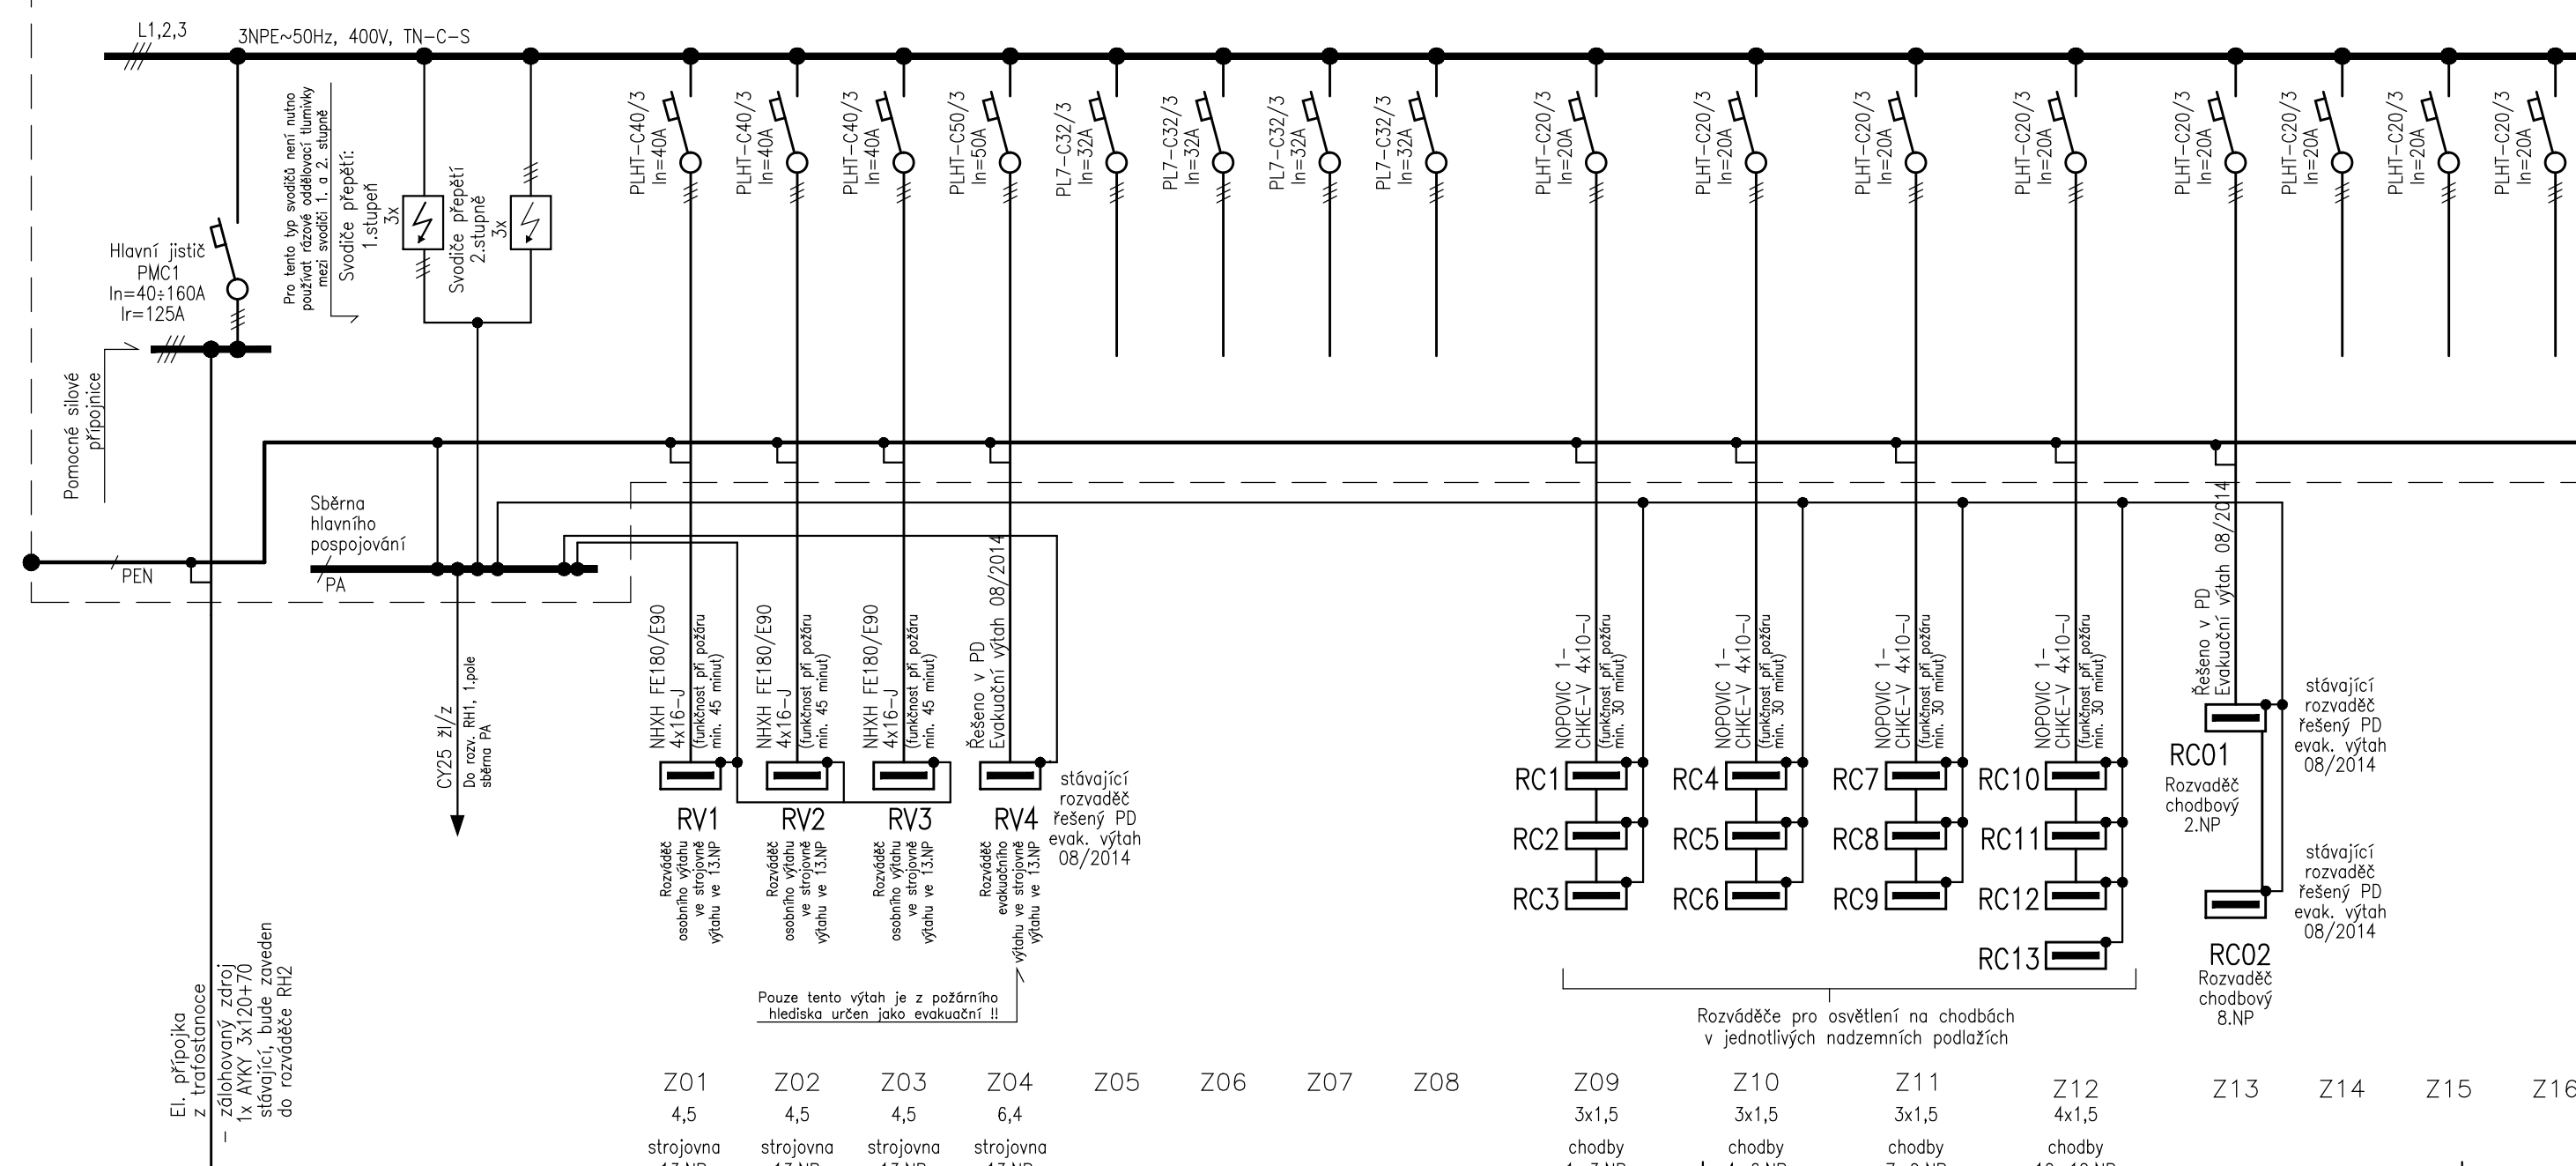 L1,2,3
3NPE~50Hz, 400V, TN-C-S
Hlavní jistič
PMC1
In=40÷160A
Ir=125A
Pomocné silové
přípojnice
Pro tento typ svodičů není nutno
používat rázové oddělovací tlumivky
mezi svodiči 1. a 2. stupně
Svodiče přepětí:
1.stupeň
3x
Svodiče přepětí
2.stupně
3x
PLHT-C40/3
In=40A
PLHT-C40/3
In=40A
PLHT-C40/3
In=40A
PLHT-C50/3
In=50A
PL7-C32/3
In=32A
PL7-C32/3
In=32A
PL7-C32/3
In=32A
PL7-C32/3
In=32A
PLHT-C20/3
In=20A
PLHT-C20/3
In=20A
PLHT-C20/3
In=20A
PLHT-C20/3
In=20A
PLHT-C20/3
In=20A
PLHT-C20/3
In=20A
PLHT-C20/3
In=20A
PLHT-C20/3
In=20A
PEN
Sběrna
hlavního
pospojování
PA
CY25 žl/z
Do rozv. RH1, 1.pole
sběrna PA
El. přípojka
z trafostanoce
– zálohovaný zdroj
1x AYKY 3x120+70
stávající, bude zaveden
do rozváděče RH2
NHXH FE180/E90
4x16-J
(funkčnost při požáru
min. 45 minut)
NHXH FE180/E90
4x16-J
(funkčnost při požáru
min. 45 minut)
NHXH FE180/E90
4x16-J
(funkčnost při požáru
min. 45 minut)
Řešeno v PD
Evakuační výtah 08/2014
RV1
Rozváděč
osobního výtahu
ve strojovně
výtahu ve 13.NP
RV2
Rozváděč
osobního výtahu
ve strojovně
výtahu ve 13.NP
RV3
Rozváděč
osobního výtahu
ve strojovně
výtahu ve 13.NP
RV4
Rozváděč
evakuačního
výtahu ve strojovně
výtahu ve 13.NP
stávající
rozvaděč
řešený PD
evak. výtah
08/2014
Pouze tento výtah je z požárního
hlediska určen jako evakuační !!
NOPOVIC 1-
CHKE-V 4x10-J
(funkčnost při požáru
min. 30 minut)
NOPOVIC 1-
CHKE-V 4x10-J
(funkčnost při požáru
min. 30 minut)
NOPOVIC 1-
CHKE-V 4x10-J
(funkčnost při požáru
min. 30 minut)
NOPOVIC 1-
CHKE-V 4x10-J
(funkčnost při požáru
min. 30 minut)
Řešeno v PD
Evakuační výtah 08/2014
RC1
RC2
RC3
RC4
RC5
RC6
RC7
RC8
RC9
RC10
RC11
RC12
RC13
Rozváděče pro osvětlení na chodbách
v jednotlivých nadzemních podlažích
RC01
Rozvaděč
chodbový
2.NP
stávající
rozvaděč
řešený PD
evak. výtah
08/2014
stávající
rozvaděč
řešený PD
evak. výtah
08/2014
RC02
Rozvaděč
chodbový
8.NP
Z01 Z02 Z03 Z04 Z05 Z06 Z07 Z08 Z09 Z10 Z11 Z12 Z13 Z14 Z15 Z16
4,5 4,5 4,5 6,4 3x1,5 3x1,5 3x1,5 4x1,5
strojovna strojovna strojovna strojovna chodby chodby chodby chodby